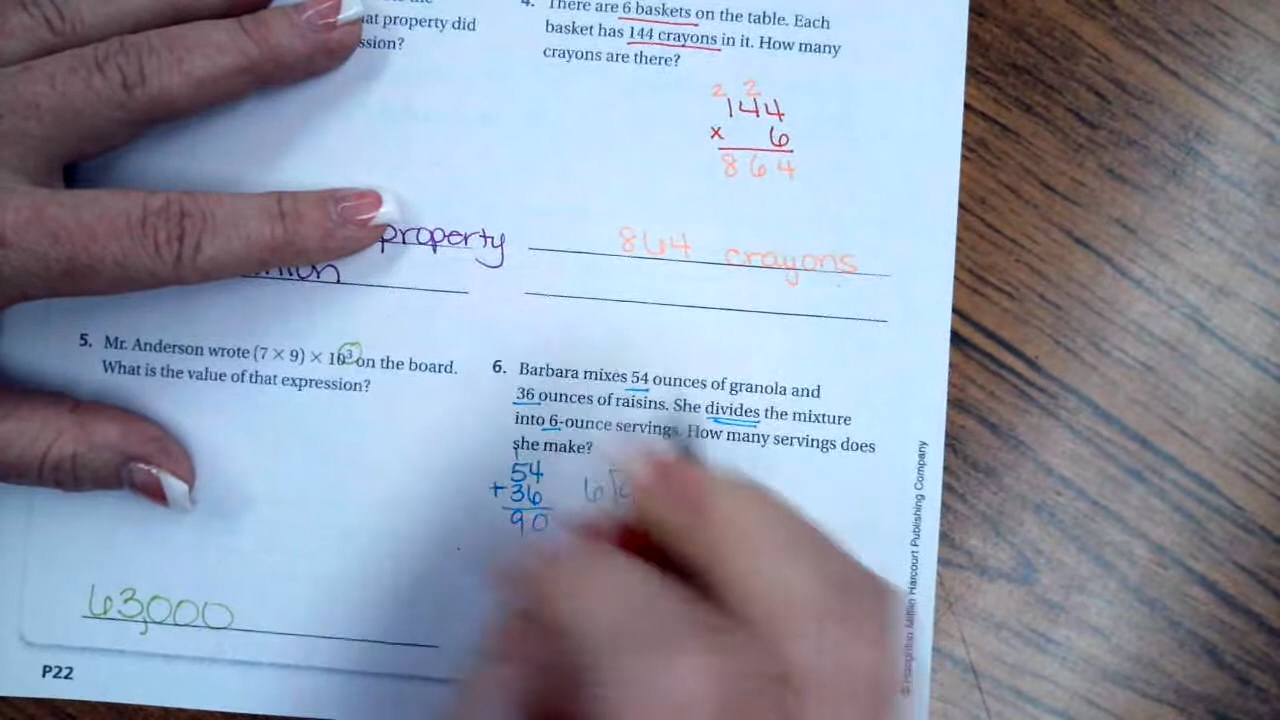 at property did
ssion?
property
4. There are 6 baskets on the table. Each
basket has 144 crayons in it. How many
crayons are there?
2 2
144
x 6
864
864 crayons
5. Mr. Anderson wrote (7 × 9) × 10³ on the board.
What is the value of that expression?
63,000
6. Barbara mixes 54 ounces of granola and
36 ounces of raisins. She divides the mixture
into 6-ounce servings. How many servings does
she make?
1
54
+36
90
6
P22
© Houghton Mifflin Harcourt Publishing Company